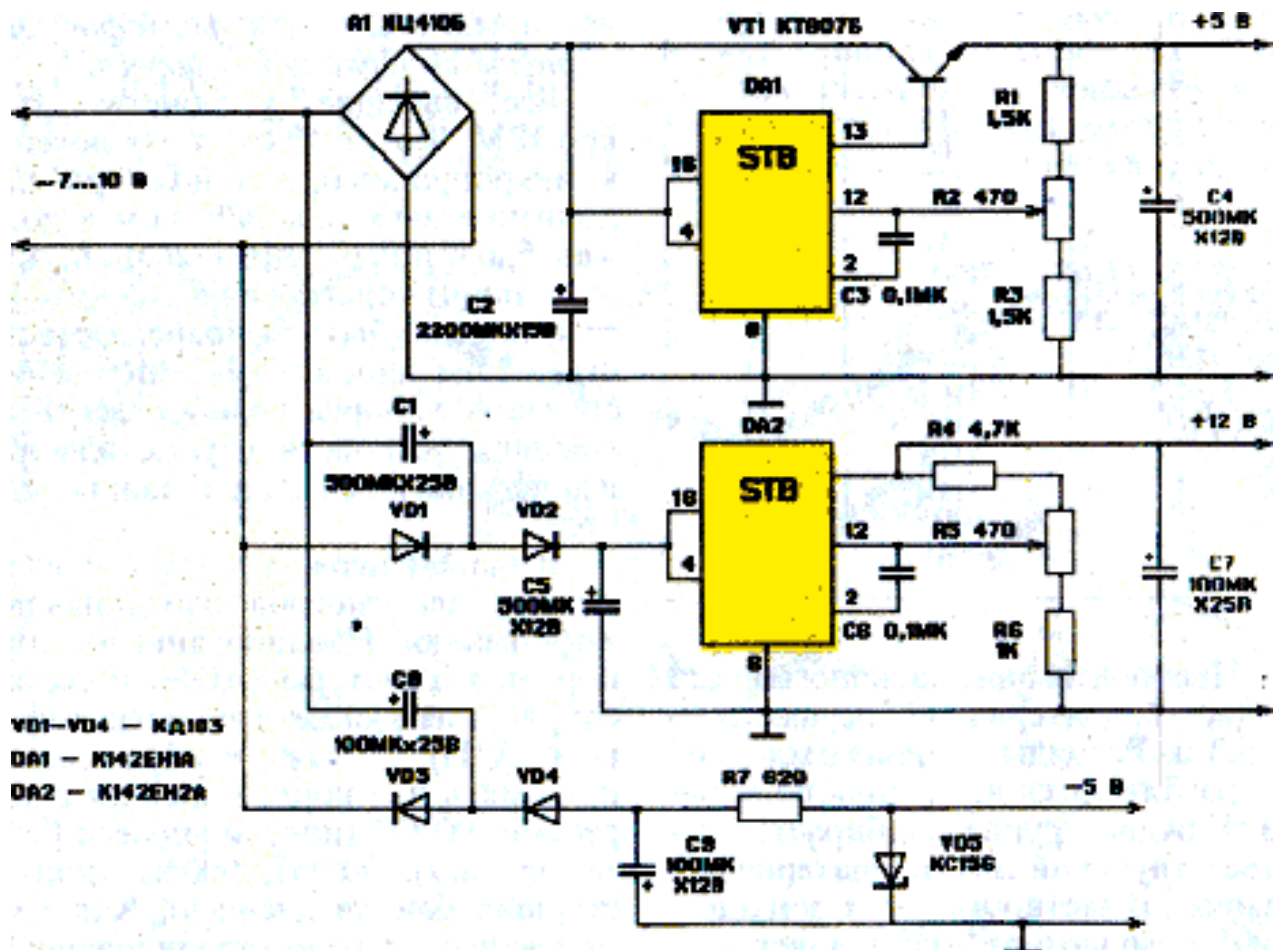 А1 КЦ410Б
VT1 КТ807Б
+5 В
DA1
STB
13
16
4
12
2
8
R1
1,5К
R2 470
R3
1,5К
C3 0,1МК
C4
500МК
Х12В
~7...10 В
C2
2200МКХ15В
C1
500МКХ25В
VD1
VD2
C5
500МК
Х12В
DA2
STB
16
4
12
2
8
R4 4,7К
+12 В
R5 470
R6
1К
C6 0,1МК
C7
100МК
Х25В
C8
100МКх25В
VD1—VD4 — КД103
DA1 — К142ЕН1А
DA2 — К142ЕН2А
VD3
VD4
R7 820
—5 В
C9
100МК
Х12В
VD5
КС156